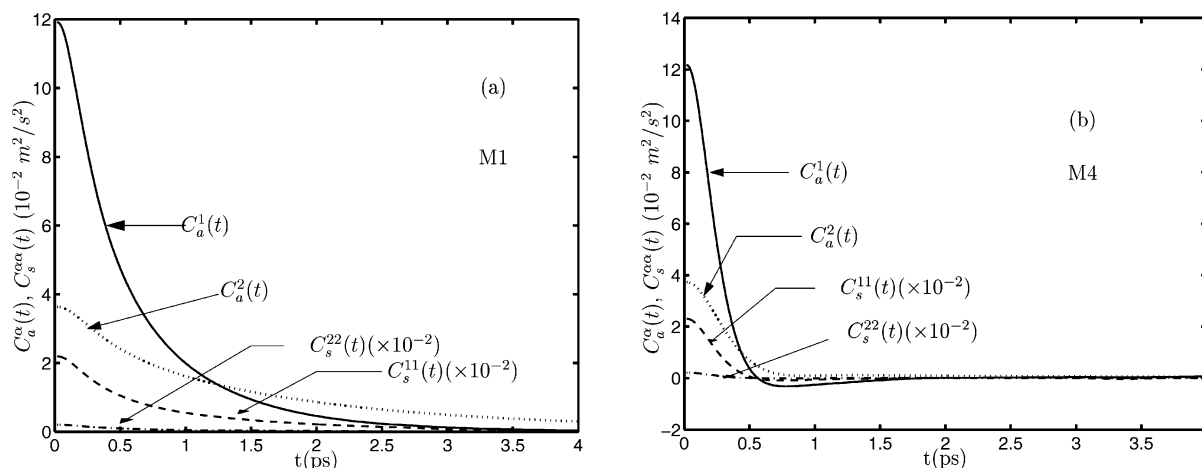 12
10
8
6
4
2
0
0
0.5
1
1.5
2
2.5
3
3.5
4
t(ps)
C_a^α(t), C_s^{αα}(t) (10^{-2} m^2/s^2)
(a)
M1
C_a^1(t)
C_a^2(t)
C_s^{22}(t)(×10^{-2})
C_s^{11}(t)(×10^{-2})
14
12
10
8
6
4
2
0
−2
0
0.5
1
1.5
2
2.5
3
3.5
t(ps)
C_a^α(t), C_s^{αα}(t) (10^{-2} m^2/s^2)
(b)
M4
C_a^1(t)
C_a^2(t)
C_s^{11}(t)(×10^{-2})
C_s^{22}(t)(×10^{-2})